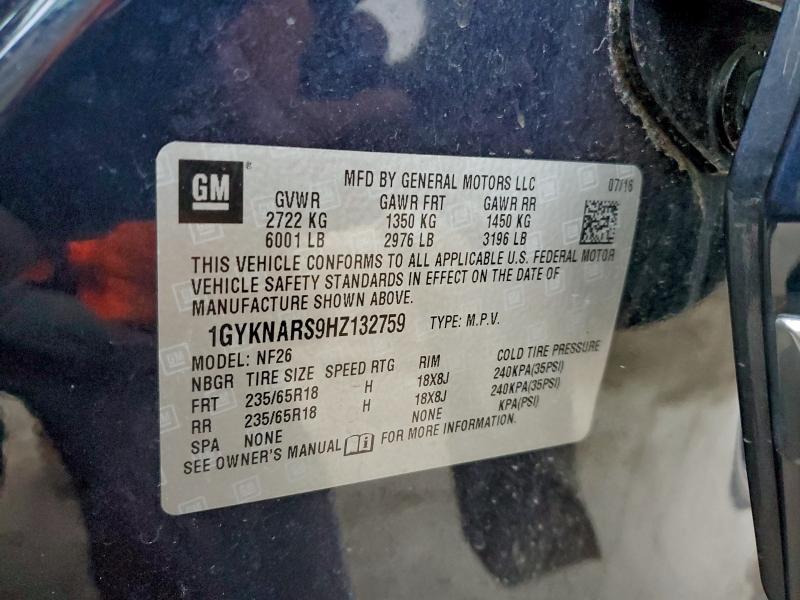 GM
MFD BY GENERAL MOTORS LLC 07/16
GVWR GAWR FRT GAWR RR
2722 KG 1350 KG 1450 KG
6001 LB 2976 LB 3196 LB
THIS VEHICLE CONFORMS TO ALL APPLICABLE U.S. FEDERAL MOTOR
VEHICLE SAFETY STANDARDS IN EFFECT ON THE DATE OF
MANUFACTURE SHOWN ABOVE.
1GYKNARS9HZ132759 TYPE: M.P.V.
MODEL: NF26
NBGR TIRE SIZE SPEED RTG RIM COLD TIRE PRESSURE
FRT 235/65R18 H 18X8J 240KPA(35PSI)
RR 235/65R18 H 18X8J 240KPA(35PSI)
SPA NONE NONE KPA(PSI)
SEE OWNER'S MANUAL FOR MORE INFORMATION.